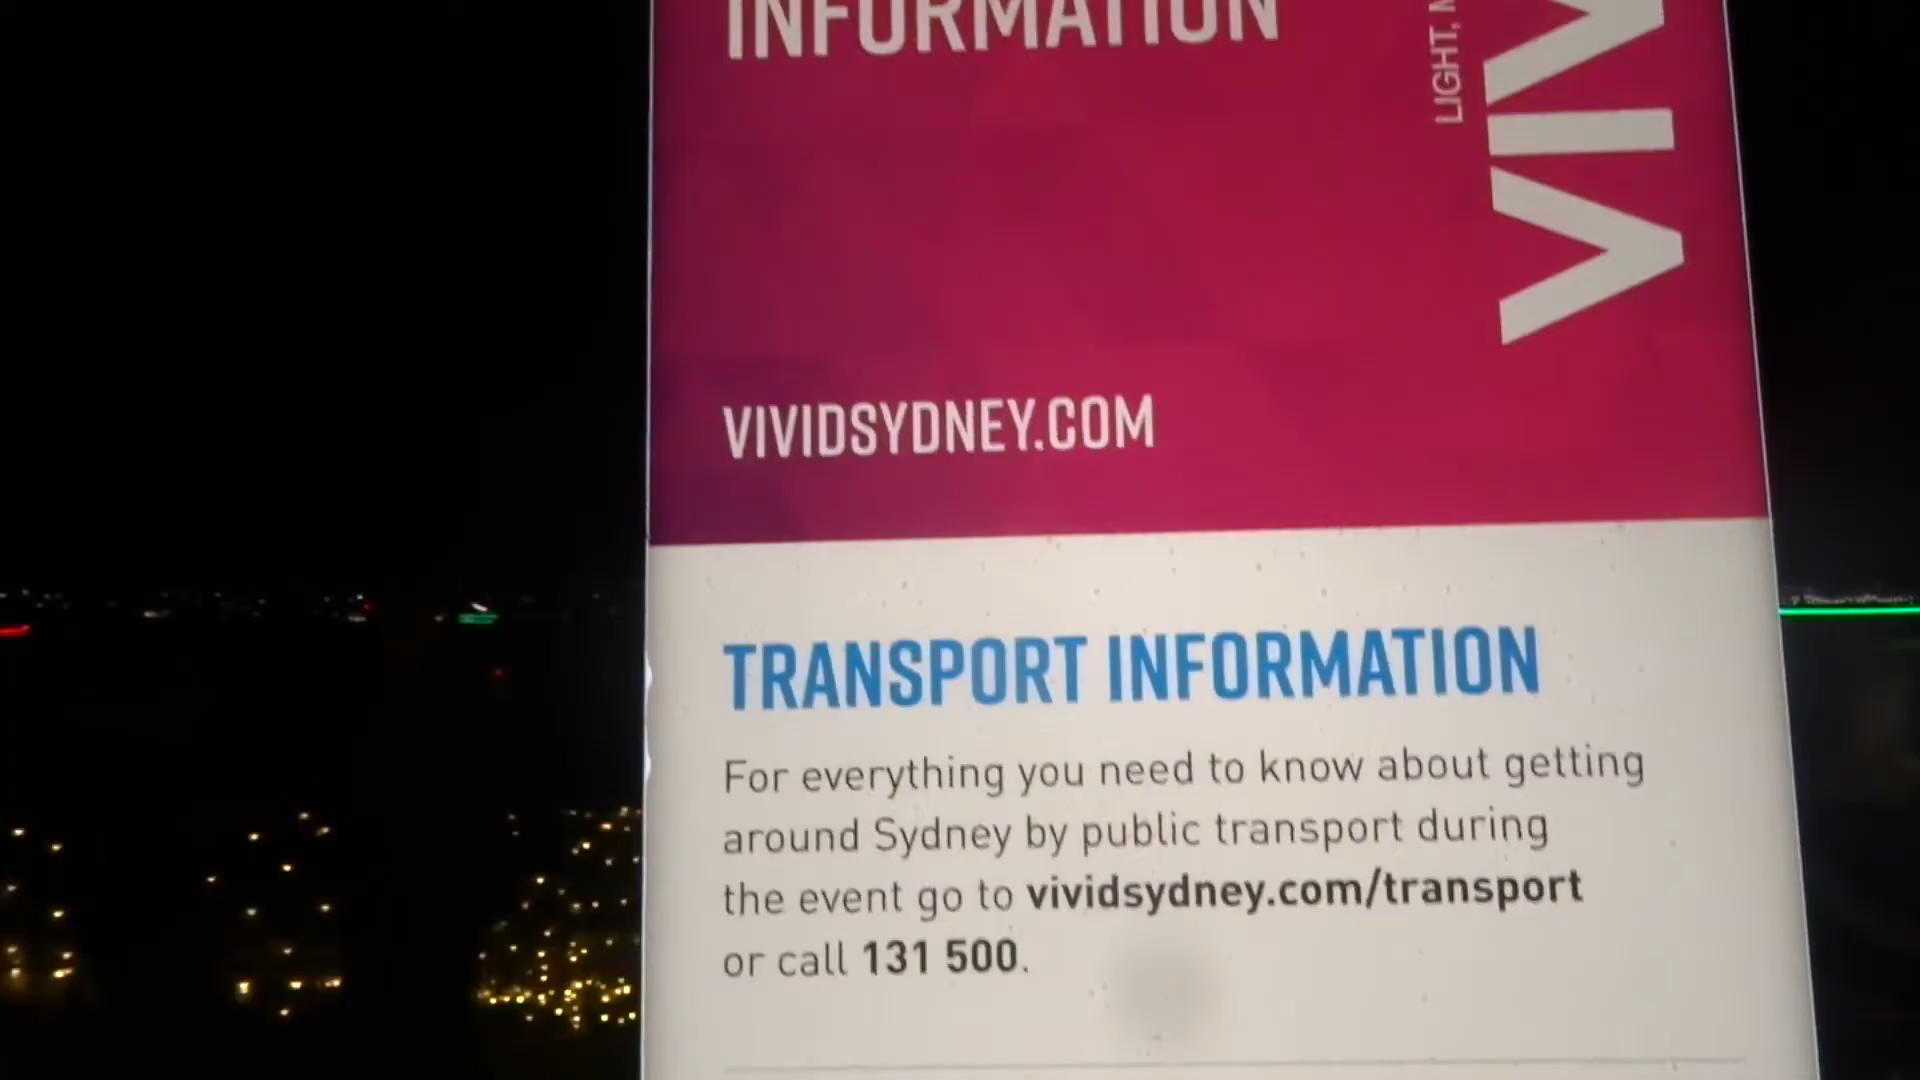 INFORMATION
LIGHT,
VIV
VIVIDSYDNEY.COM
TRANSPORT INFORMATION
For everything you need to know about getting
around Sydney by public transport during
the event go to vividsydney.com/transport
or call 131 500.